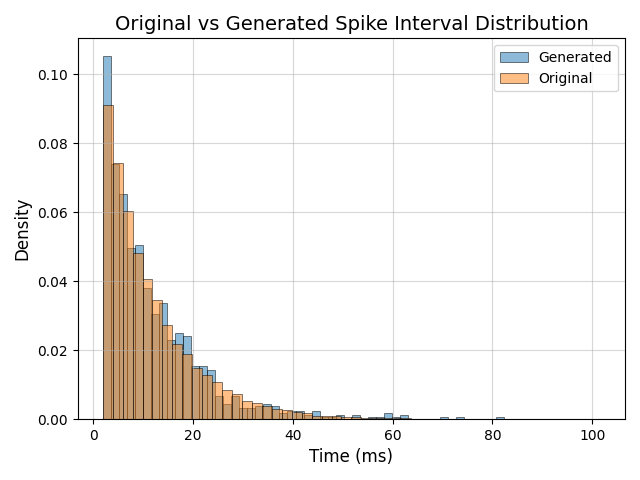 Original vs Generated Spike Interval Distribution
Generated
Original
Density
0.10
0.08
0.06
0.04
0.02
0.00
0
20
40
60
80
100
Time (ms)